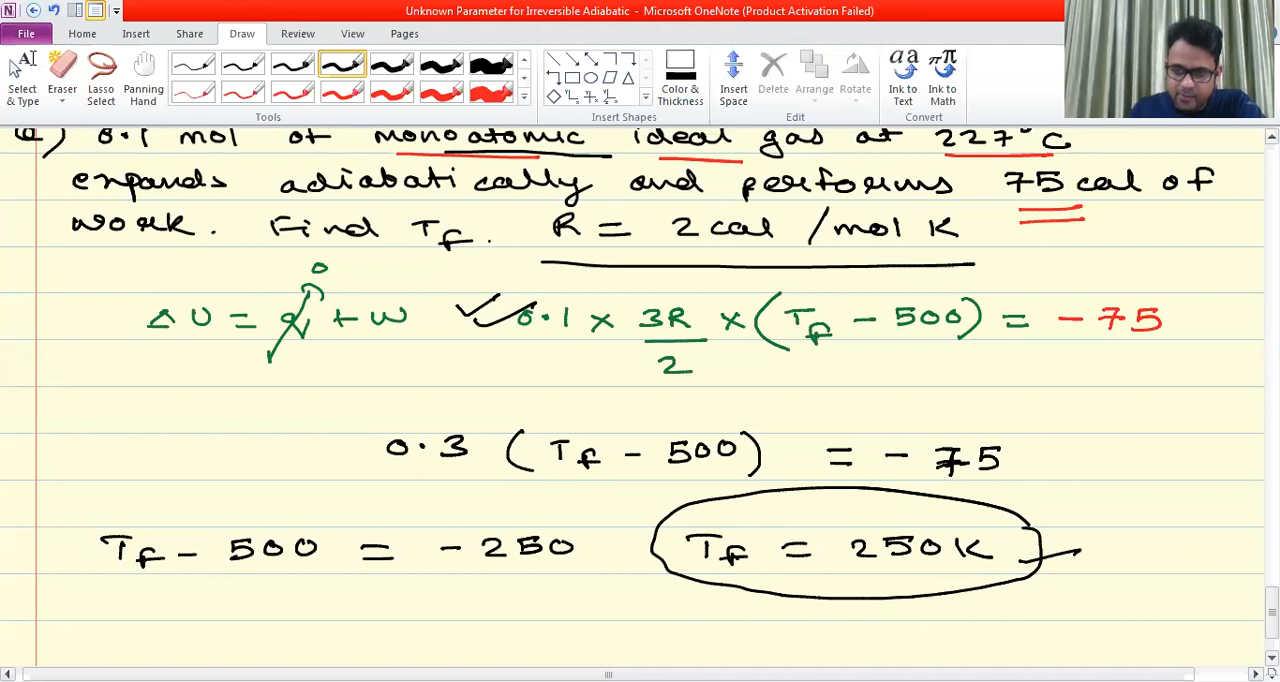 Unknown Parameter for Irreversible Adiabatic - Microsoft OneNote (Product Activation Failed)
File Home Insert Share Draw Review View Pages
Select & Type Eraser Lasso Select Panning Hand Color & Thickness Insert Space Delete Arrange Rotate Ink to Text Ink to Math
Tools Insert Shapes Edit Convert
Q) 0.1 mol of monoatomic ideal gas at 227°C
expands adiabatically and performs 75 cal of
work. Find Tf. R = 2 cal /mol K
0
ΔU = q + w 0.1 × 3R/2 × (Tf - 500) = - 75
0.3 (Tf - 500) = - 75
Tf - 500 = - 250 Tf = 250 K